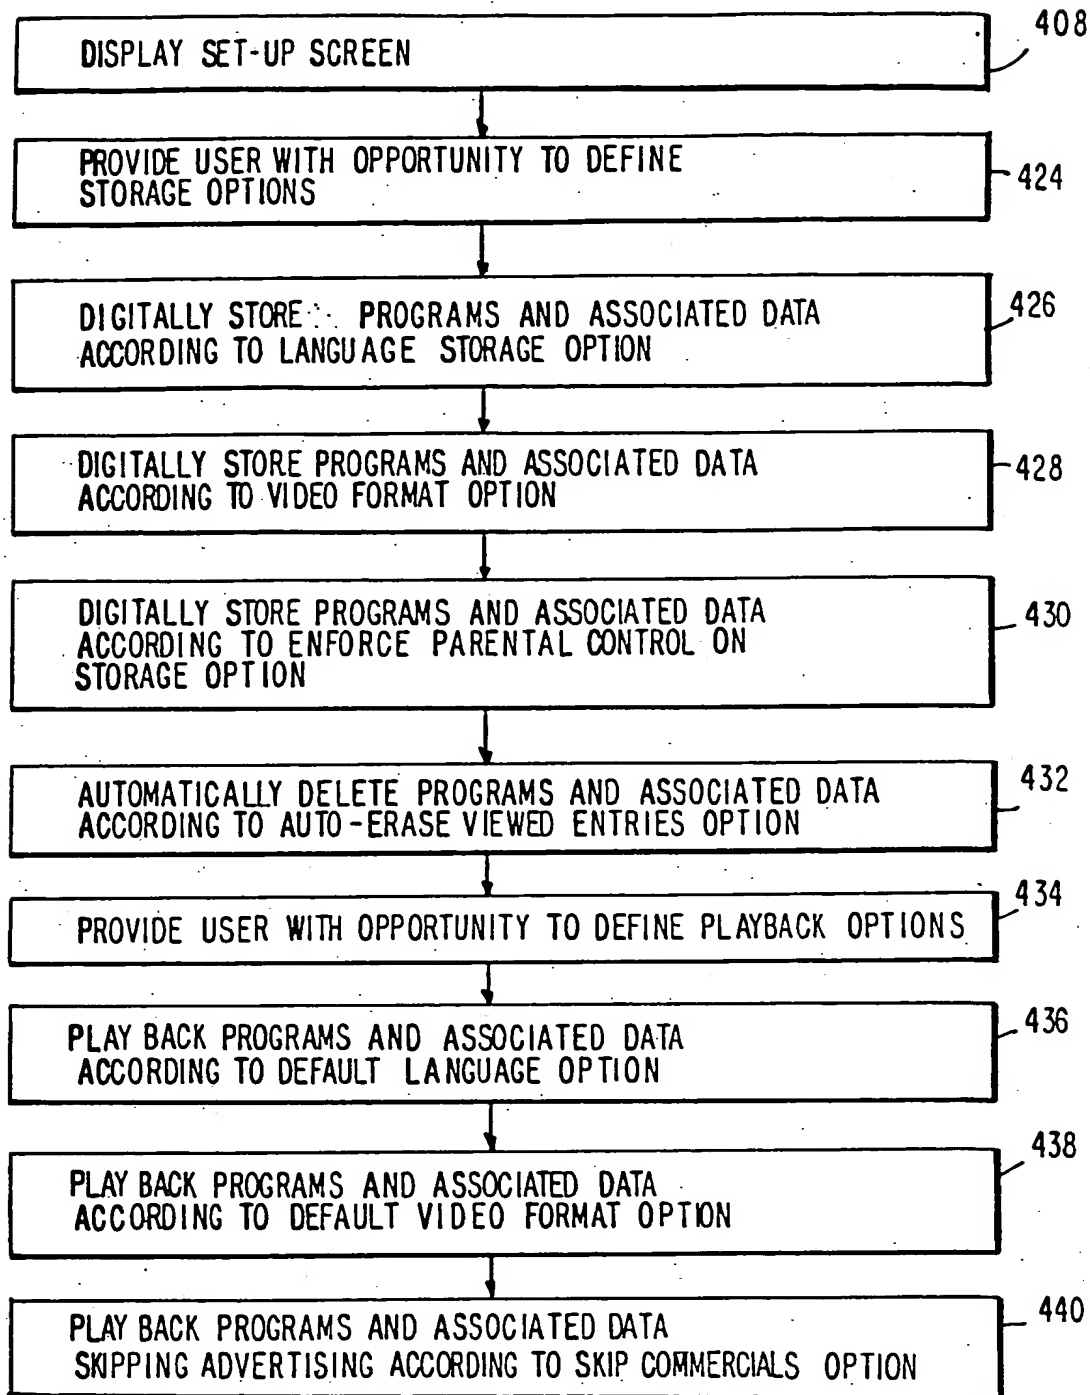 408
DISPLAY SET-UP SCREEN
PROVIDE USER WITH OPPORTUNITY TO DEFINE
STORAGE OPTIONS
424
DIGITALLY STORE PROGRAMS AND ASSOCIATED DATA
ACCORDING TO LANGUAGE STORAGE OPTION
426
DIGITALLY STORE PROGRAMS AND ASSOCIATED DATA
ACCORDING TO VIDEO FORMAT OPTION
428
DIGITALLY STORE PROGRAMS AND ASSOCIATED DATA
ACCORDING TO ENFORCE PARENTAL CONTROL ON
STORAGE OPTION
430
AUTOMATICALLY DELETE PROGRAMS AND ASSOCIATED DATA
ACCORDING TO AUTO-ERASE VIEWED ENTRIES OPTION
432
PROVIDE USER WITH OPPORTUNITY TO DEFINE PLAYBACK OPTIONS
434
PLAY BACK PROGRAMS AND ASSOCIATED DATA
ACCORDING TO DEFAULT LANGUAGE OPTION
436
PLAY BACK PROGRAMS AND ASSOCIATED DATA
ACCORDING TO DEFAULT VIDEO FORMAT OPTION
438
PLAY BACK PROGRAMS AND ASSOCIATED DATA
SKIPPING ADVERTISING ACCORDING TO SKIP COMMERCIALS OPTION
440